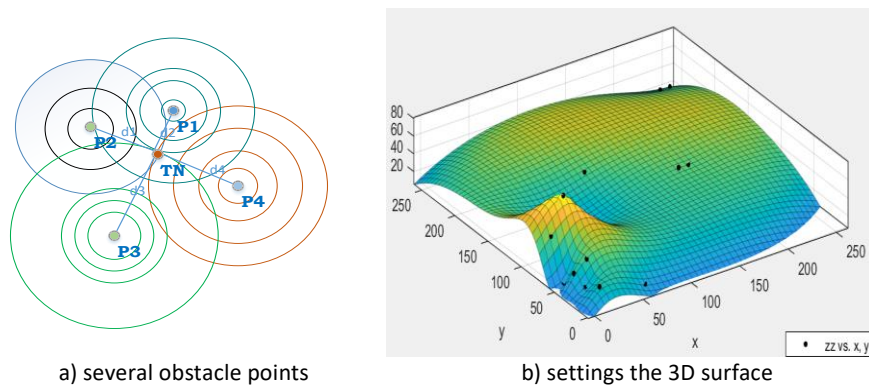 P1
d1
d2
P2
TN
d4
d3
P4
P3
80
60
40
20
250
200
150
100
50
0
y
0
50
100
150
200
250
x
zz vs. x, y
a) several obstacle points
b) settings the 3D surface